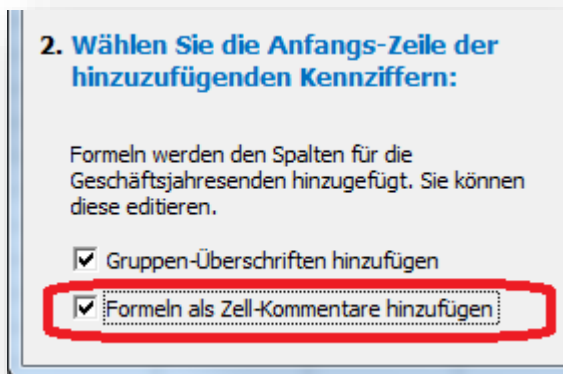 2. Wählen Sie die Anfangs-Zeile der
hinzuzufügenden Kennziffern:
Formeln werden den Spalten für die
Geschäftsjahresenden hinzugefügt. Sie können
diese editieren.
Gruppen-Überschriften hinzufügen
Formeln als Zell-Kommentare hinzufügen